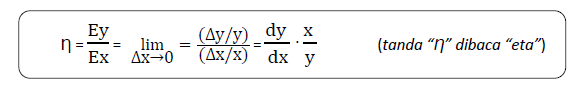 η = Ey/Ex = lim Δx→0 = (Δy/y)/(Δx/x) = dy/dx · x/y (tanda “η” dibaca “eta”)